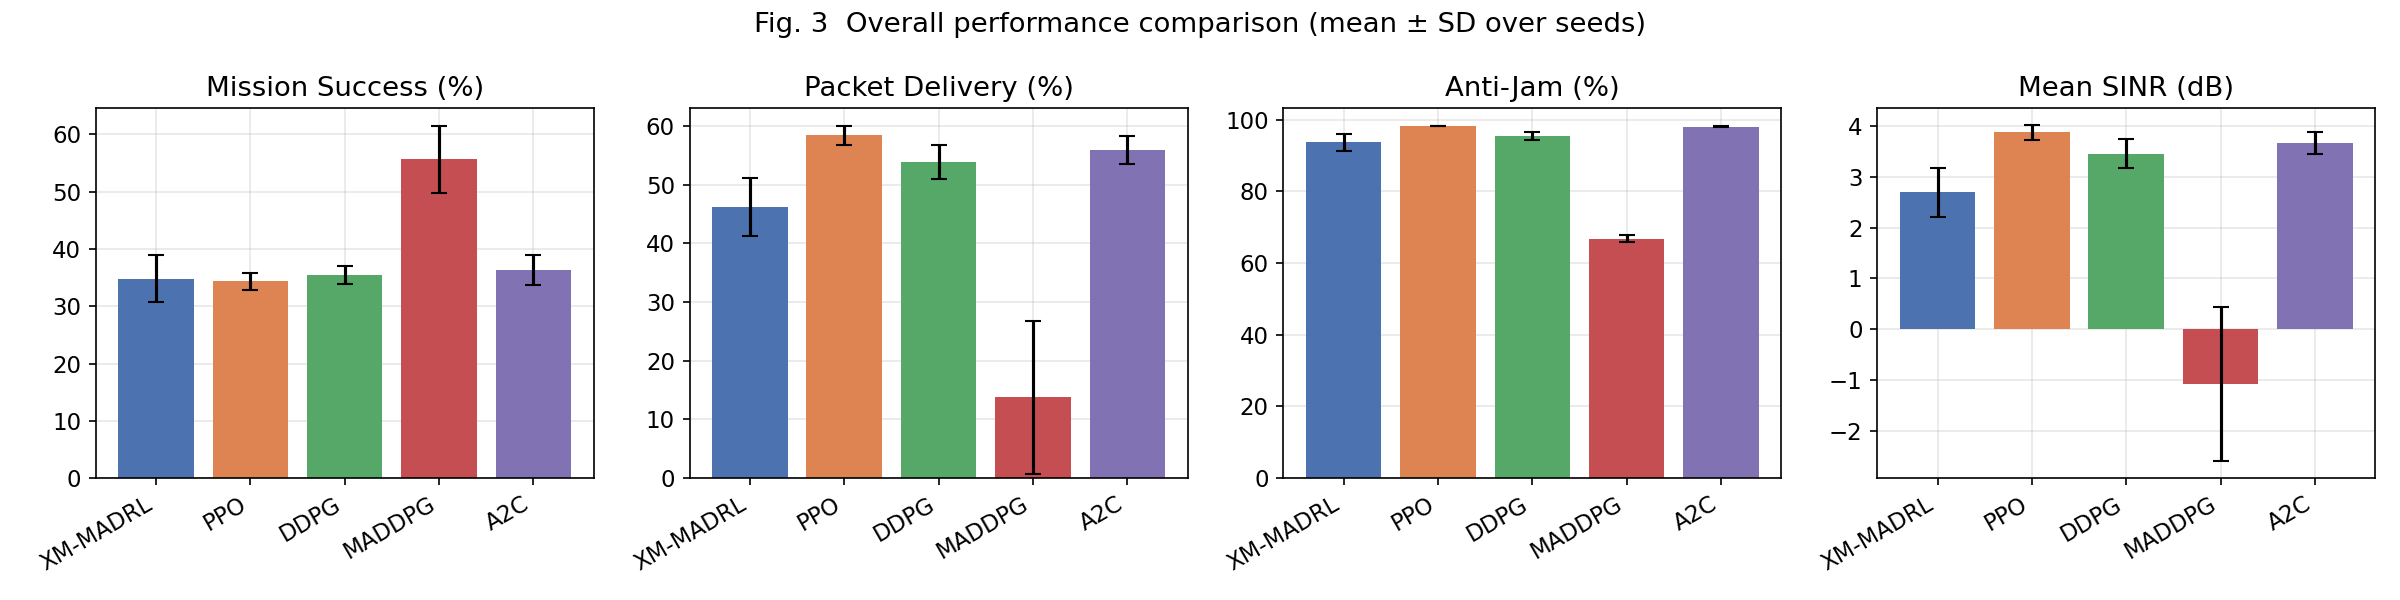 Fig. 3  Overall performance comparison (mean ± SD over seeds)
Mission Success (%)
60
50
40
30
20
10
0
XM-MADRL
PPO
DDPG
MADDPG
A2C
Packet Delivery (%)
60
50
40
30
20
10
0
XM-MADRL
PPO
DDPG
MADDPG
A2C
Anti-Jam (%)
100
80
60
40
20
0
XM-MADRL
PPO
DDPG
MADDPG
A2C
Mean SINR (dB)
4
3
2
1
0
−1
−2
XM-MADRL
PPO
DDPG
MADDPG
A2C